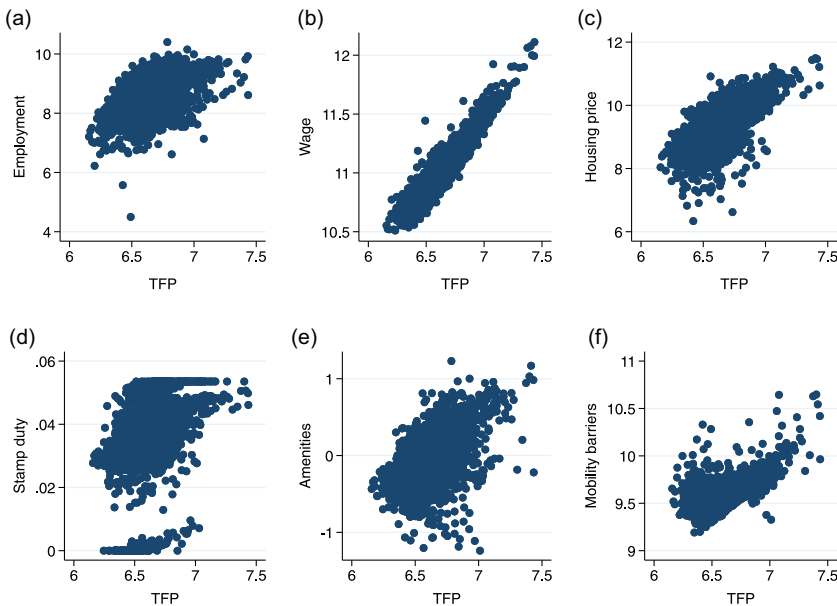 (a)
Employment
10
8
6
4
6
6.5
7
7.5
TFP
(b)
Wage
12
11.5
11
10.5
6
6.5
7
7.5
TFP
(c)
Housing price
12
10
8
6
6
6.5
7
7.5
TFP
(d)
Stamp duty
.06
.04
.02
0
6
6.5
7
7.5
TFP
(e)
Amenities
1
0
-1
6
6.5
7
7.5
TFP
(f)
Mobility barriers
11
10.5
10
9.5
9
6
6.5
7
7.5
TFP